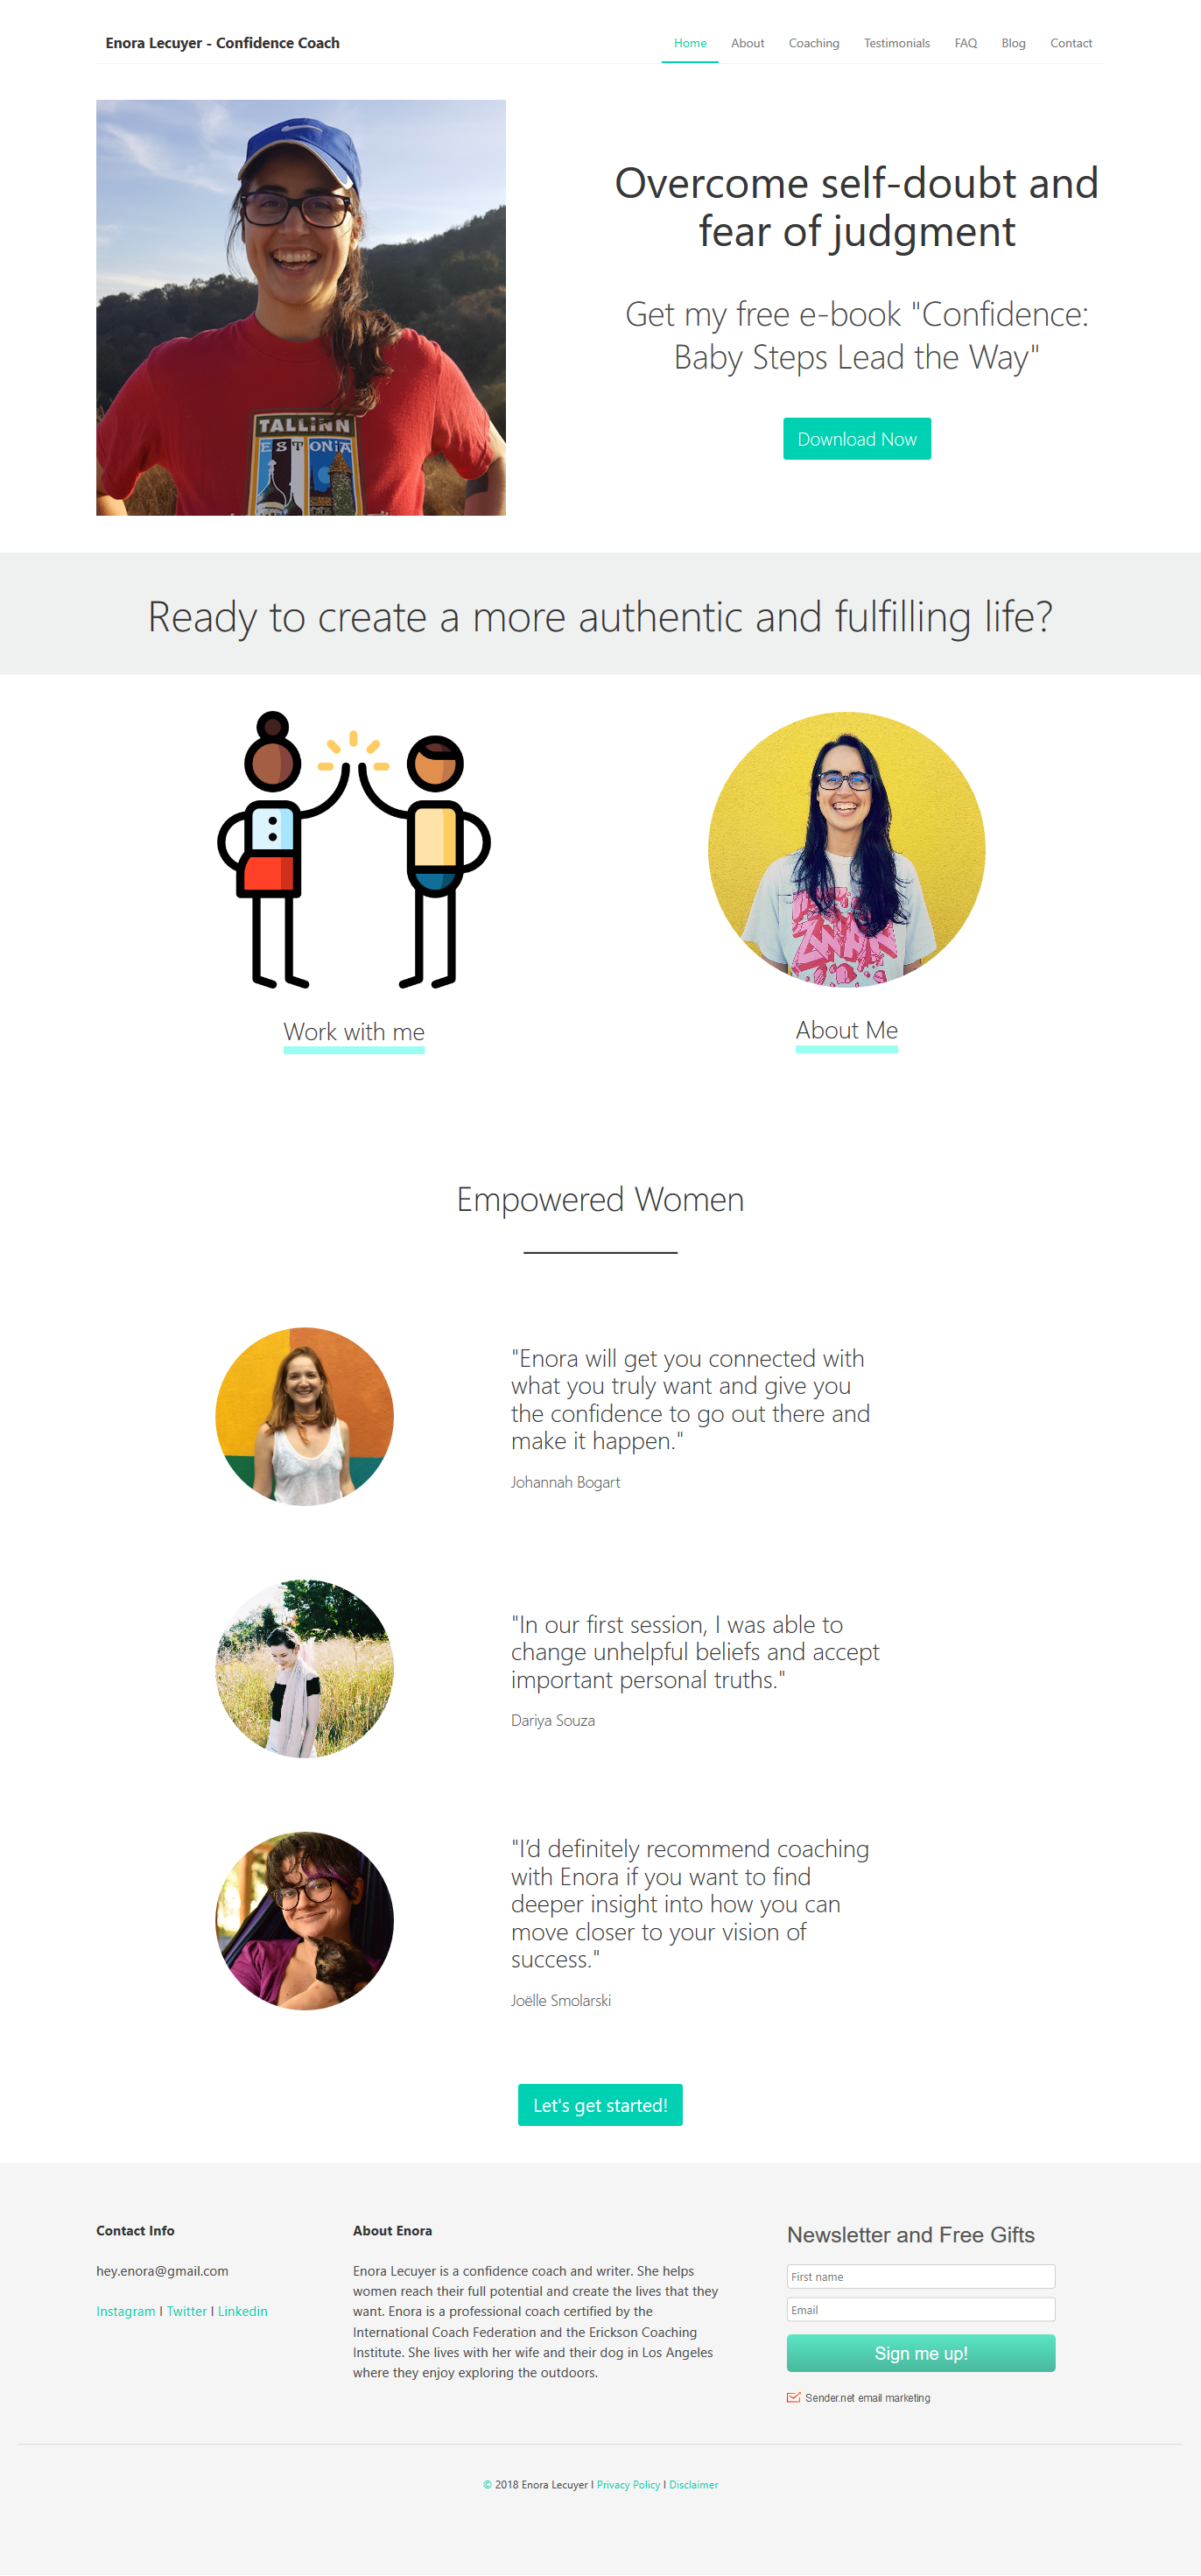 Enora Lecuyer - Confidence Coach
Home About Coaching Testimonials FAQ Blog Contact
TALLINN
ESTONIA
Overcome self-doubt and
fear of judgment
Get my free e-book "Confidence:
Baby Steps Lead the Way"
Download Now
Ready to create a more authentic and fulfilling life?
Work with me
About Me
Empowered Women
"Enora will get you connected with
what you truly want and give you
the confidence to go out there and
make it happen."
Johannah Bogart
"In our first session, I was able to
change unhelpful beliefs and accept
important personal truths."
Dariya Souza
"I’d definitely recommend coaching
with Enora if you want to find
deeper insight into how you can
move closer to your vision of
success."
Joëlle Smolarski
Let's get started!
Contact Info
hey.enora@gmail.com
Instagram I Twitter I Linkedin
About Enora
Enora Lecuyer is a confidence coach and writer. She helps
women reach their full potential and create the lives that they
want. Enora is a professional coach certified by the
International Coach Federation and the Erickson Coaching
Institute. She lives with her wife and their dog in Los Angeles
where they enjoy exploring the outdoors.
Newsletter and Free Gifts
First name
Email
Sign me up!
Sender.net email marketing
© 2018 Enora Lecuyer I Privacy Policy I Disclaimer